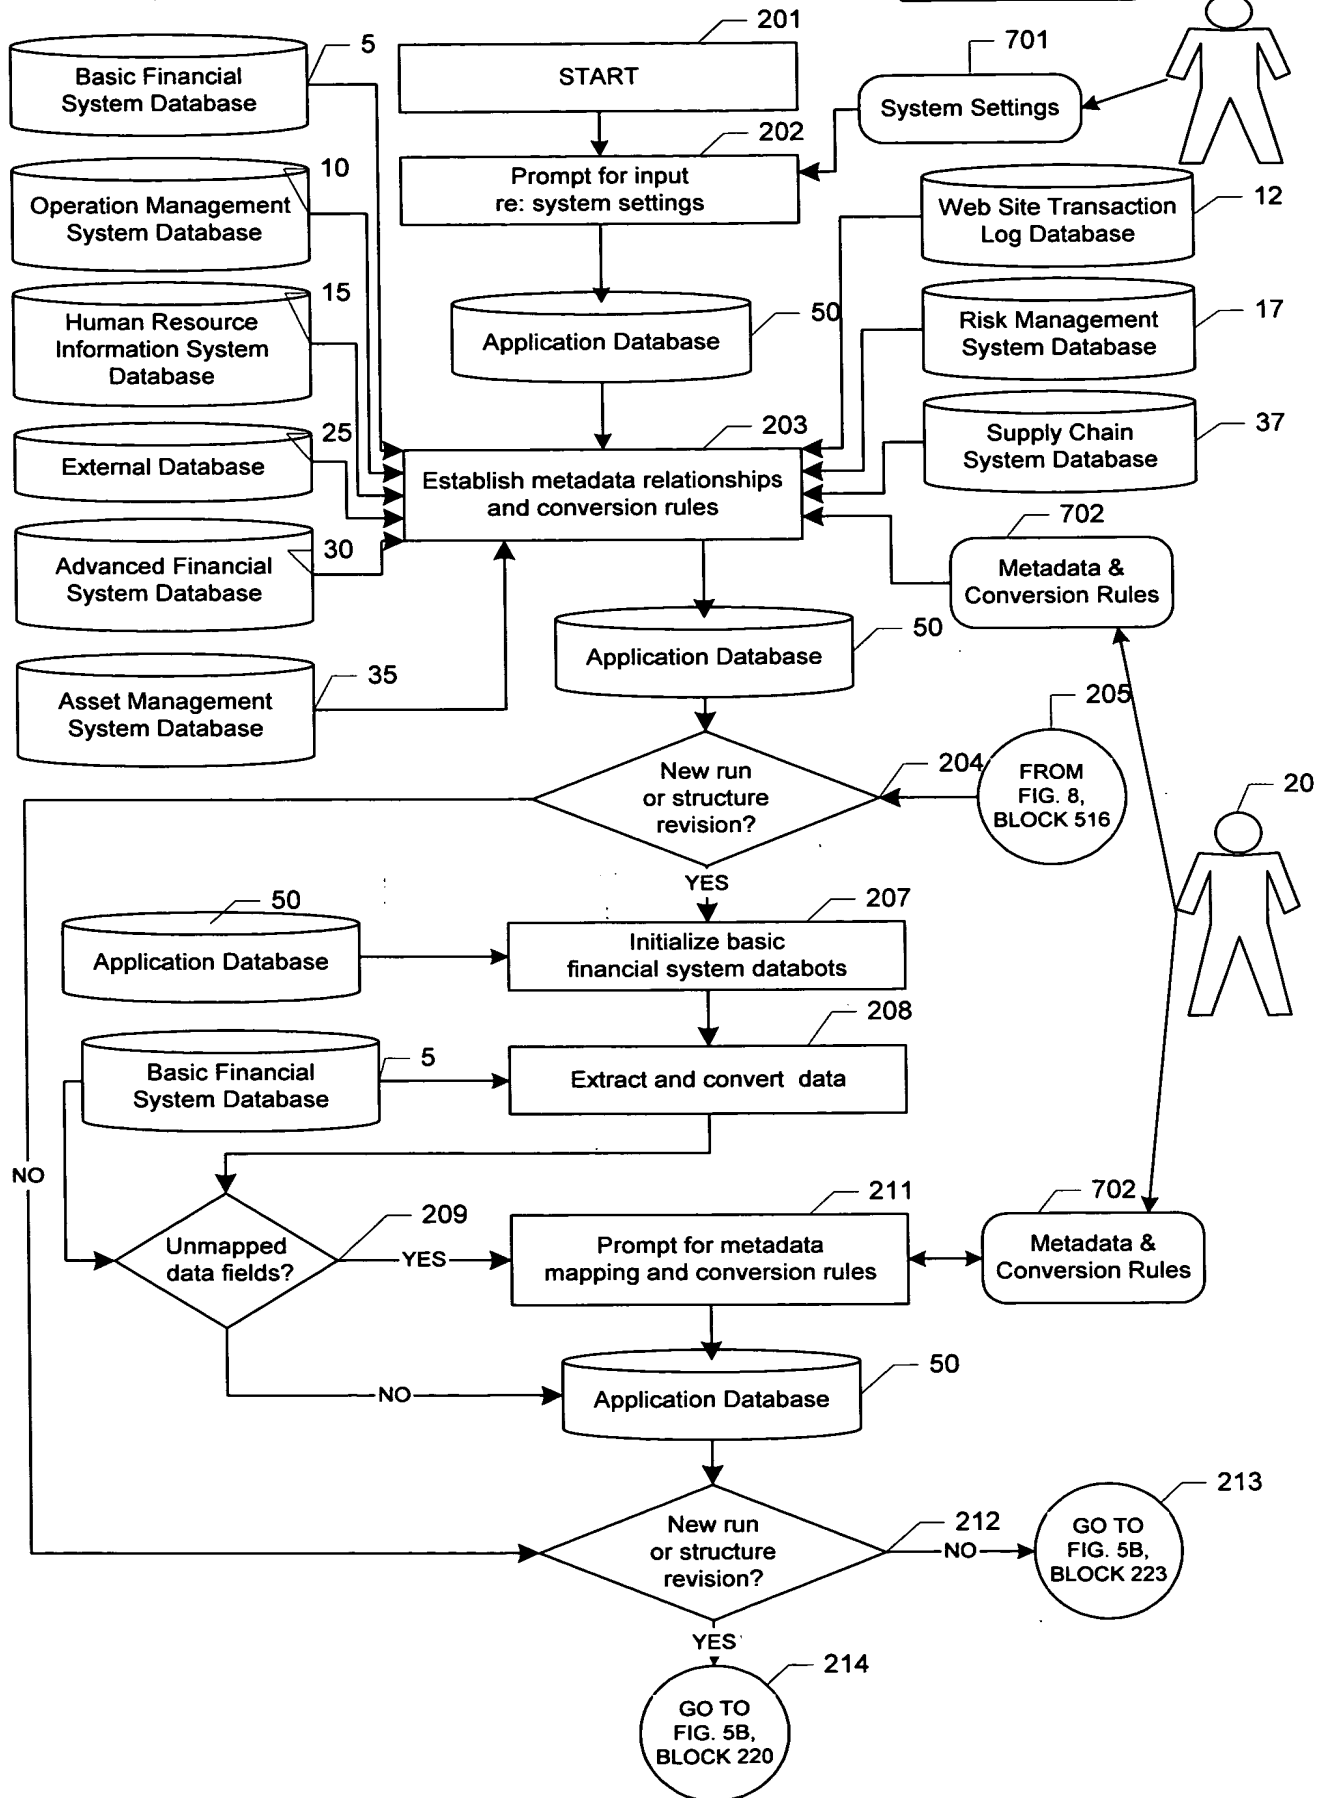 201
START
5
Basic Financial
System Database
701
System Settings
202
Prompt for input
re: system settings
10
Operation Management
System Database
12
Web Site Transaction
Log Database
15
Human Resource
Information System
Database
50
Application Database
17
Risk Management
System Database
25
External Database
203
Establish metadata relationships
and conversion rules
37
Supply Chain
System Database
30
Advanced Financial
System Database
702
Metadata &
Conversion Rules
50
Application Database
35
Asset Management
System Database
205
FROM
FIG. 8,
BLOCK 516
204
New run
or structure
revision?
20
YES
50
Application Database
207
Initialize basic
financial system databots
208
Extract and convert data
5
Basic Financial
System Database
NO
209
Unmapped
data fields?
YES
211
Prompt for metadata
mapping and conversion rules
702
Metadata &
Conversion Rules
NO
50
Application Database
212
New run
or structure
revision?
NO
213
GO TO
FIG. 5B,
BLOCK 223
YES
214
GO TO
FIG. 5B,
BLOCK 220